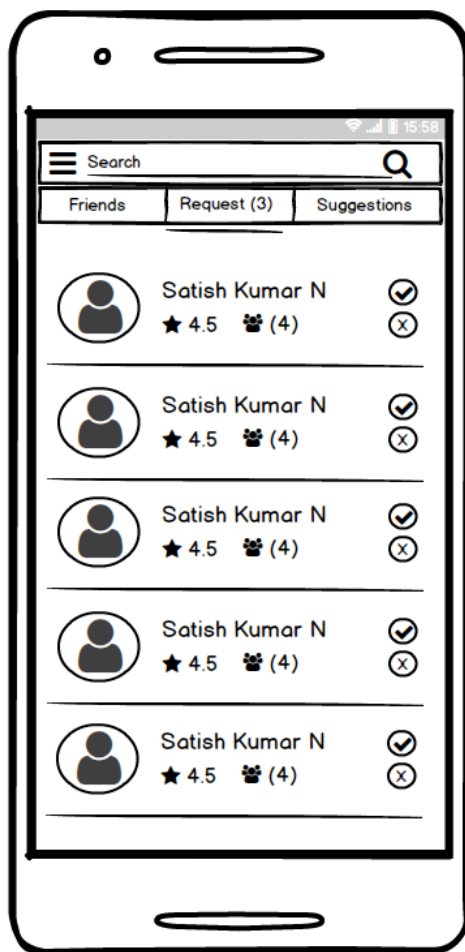 15:58
Search
Friends Request (3) Suggestions
Satish Kumar N
4.5 (4)
X
Satish Kumar N
4.5 (4)
X
Satish Kumar N
4.5 (4)
X
Satish Kumar N
4.5 (4)
X
Satish Kumar N
4.5 (4)
X